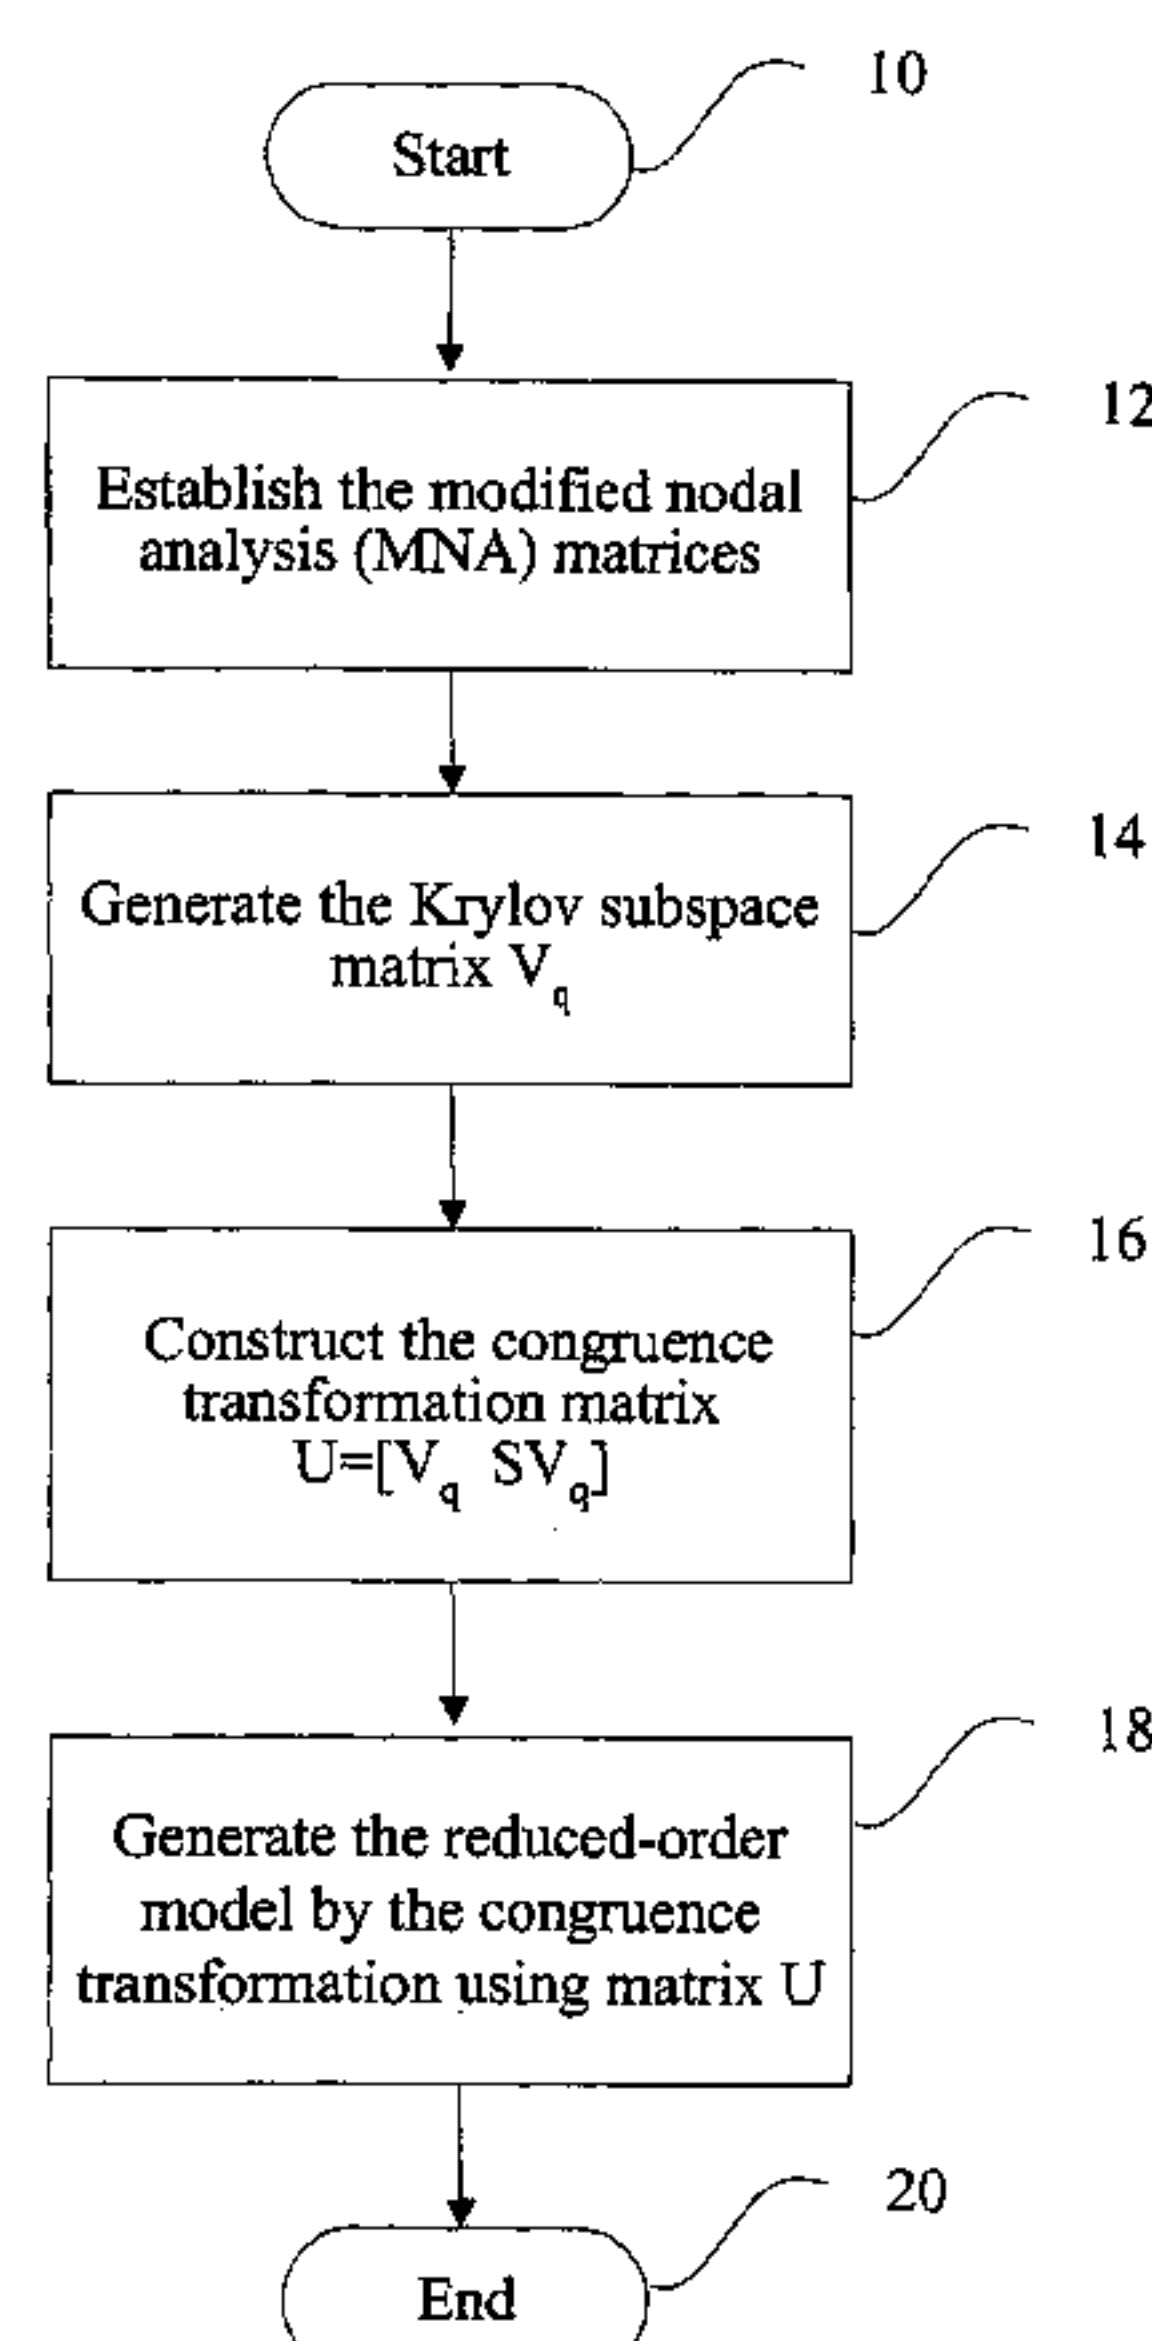 Start
10
Establish the modified nodal
analysis (MNA) matrices
12
Generate the Krylov subspace
matrix V_q
14
Construct the congruence
transformation matrix
U=[V_q SV_q]
16
Generate the reduced-order
model by the congruence
transformation using matrix U
18
End
20